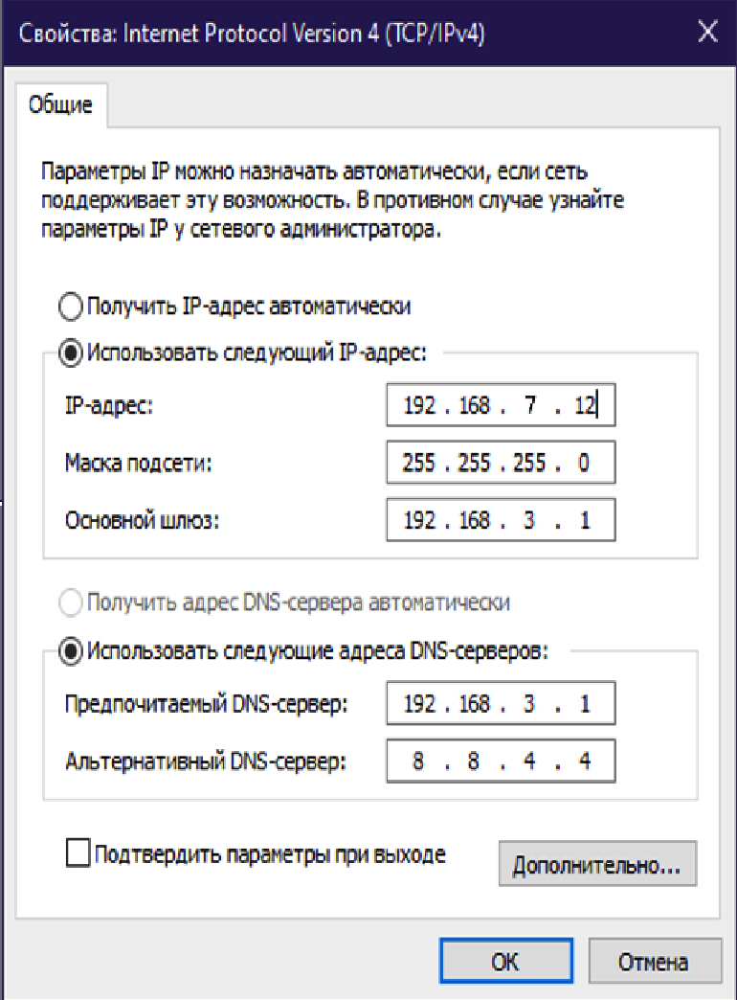 Свойства: Internet Protocol Version 4 (TCP/IPv4)
Общие
Параметры IP можно назначать автоматически, если сеть
поддерживает эту возможность. В противном случае узнайте
параметры IP у сетевого администратора.
Получить IP-адрес автоматически
Использовать следующий IP-адрес:
IP-адрес: 192 . 168 . 7 . 12
Маска подсети: 255 . 255 . 255 . 0
Основной шлюз: 192 . 168 . 3 . 1
Получить адрес DNS-сервера автоматически
Использовать следующие адреса DNS-серверов:
Предпочитаемый DNS-сервер: 192 . 168 . 3 . 1
Альтернативный DNS-сервер: 8 . 8 . 4 . 4
Подтвердить параметры при выходе
Дополнительно...
ОК Отмена